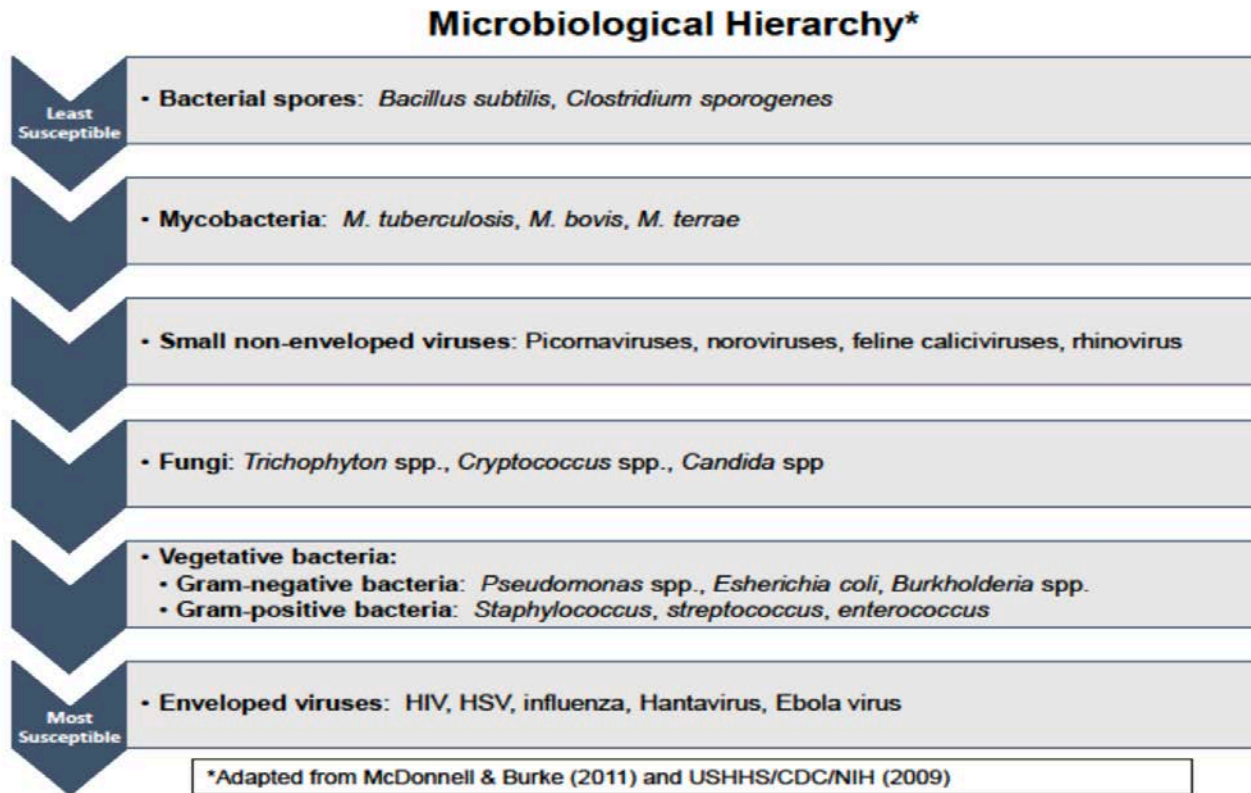 Microbiological Hierarchy*
Least
Susceptible
• Bacterial spores: Bacillus subtilis, Clostridium sporogenes
• Mycobacteria: M. tuberculosis, M. bovis, M. terrae
• Small non-enveloped viruses: Picornaviruses, noroviruses, feline caliciviruses, rhinovirus
• Fungi: Trichophyton spp., Cryptococcus spp., Candida spp
• Vegetative bacteria:
• Gram-negative bacteria: Pseudomonas spp., Esherichia coli, Burkholderia spp.
• Gram-positive bacteria: Staphylococcus, streptococcus, enterococcus
Most
Susceptible
• Enveloped viruses: HIV, HSV, influenza, Hantavirus, Ebola virus
*Adapted from McDonnell & Burke (2011) and USHHS/CDC/NIH (2009)